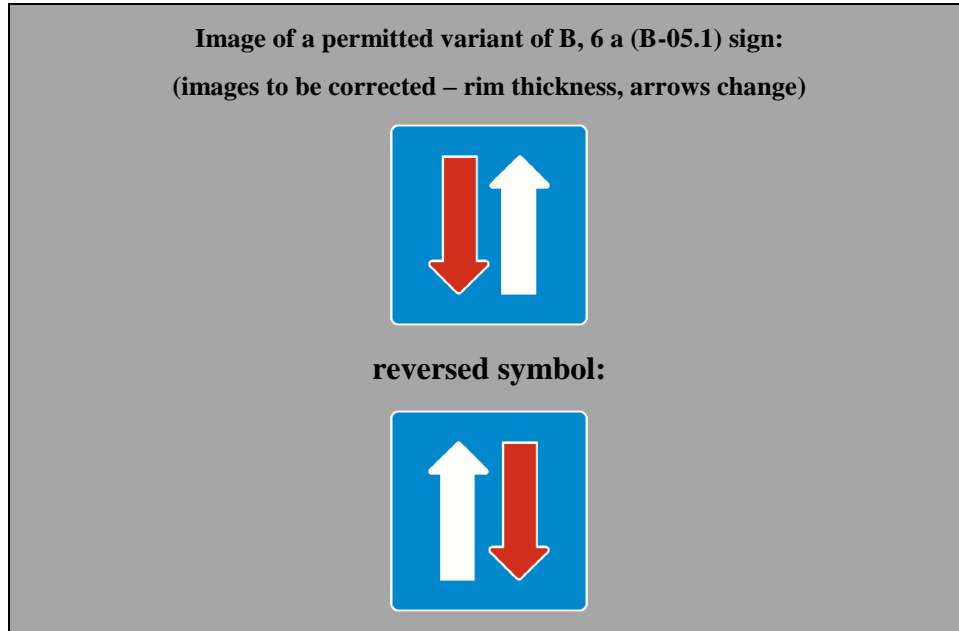 Image of a permitted variant of B, 6 a (B-05.1) sign:
(images to be corrected – rim thickness, arrows change)
reversed symbol: